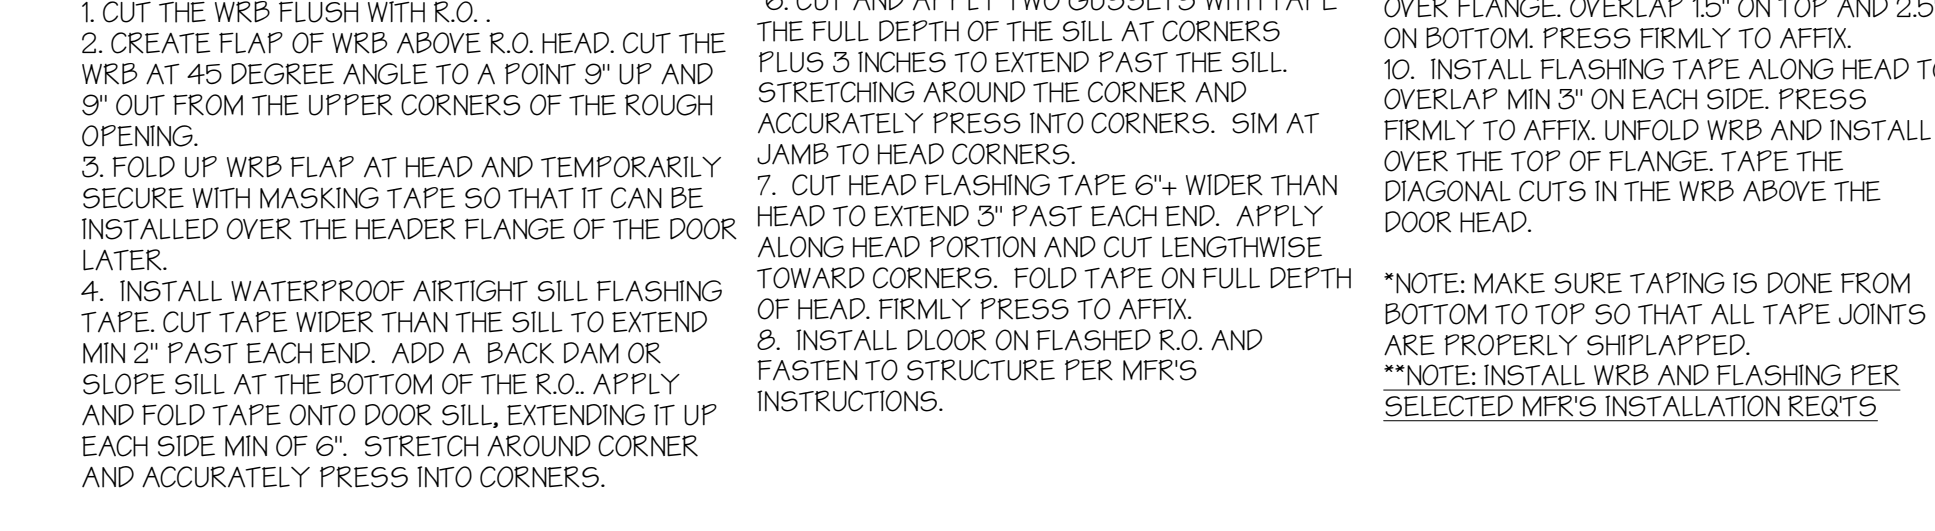 1. CUT THE WRB FLUSH WITH R.O. .
2. CREATE FLAP OF WRB ABOVE R.O. HEAD. CUT THE
WRB AT 45 DEGREE ANGLE TO A POINT 9" UP AND
9" OUT FROM THE UPPER CORNERS OF THE ROUGH
OPENING.
3. FOLD UP WRB FLAP AT HEAD AND TEMPORARILY
SECURE WITH MASKING TAPE SO THAT IT CAN BE
INSTALLED OVER THE HEADER FLANGE OF THE DOOR
LATER.
4. INSTALL WATERPROOF AIRTIGHT SILL FLASHING
TAPE. CUT TAPE WIDER THAN THE SILL TO EXTEND
MIN 2" PAST EACH END. ADD A BACK DAM OR
SLOPE SILL AT THE BOTTOM OF THE R.O.. APPLY
AND FOLD TAPE ONTO DOOR SILL, EXTENDING IT UP
EACH SIDE MIN OF 6". STRETCH AROUND CORNER
AND ACCURATELY PRESS INTO CORNERS.
6. CUT AND APPLY TWO GUSSETS WITH TAPE
THE FULL DEPTH OF THE SILL AT CORNERS
PLUS 3 INCHES TO EXTEND PAST THE SILL.
STRETCHING AROUND THE CORNER AND
ACCURATELY PRESS INTO CORNERS. SIM AT
JAMB TO HEAD CORNERS.
7. CUT HEAD FLASHING TAPE 6"+ WIDER THAN
HEAD TO EXTEND 3" PAST EACH END. APPLY
ALONG HEAD PORTION AND CUT LENGTHWISE
TOWARD CORNERS. FOLD TAPE ON FULL DEPTH
OF HEAD. FIRMLY PRESS TO AFFIX.
8. INSTALL DLOOR ON FLASHED R.O. AND
FASTEN TO STRUCTURE PER MFR'S
INSTRUCTIONS.
OVER FLANGE. OVERLAP 1.5" ON TOP AND 2.5"
ON BOTTOM. PRESS FIRMLY TO AFFIX.
10. INSTALL FLASHING TAPE ALONG HEAD TO
OVERLAP MIN 3" ON EACH SIDE. PRESS
FIRMLY TO AFFIX. UNFOLD WRB AND INSTALL
OVER THE TOP OF FLANGE. TAPE THE
DIAGONAL CUTS IN THE WRB ABOVE THE
DOOR HEAD.
*NOTE: MAKE SURE TAPING IS DONE FROM
BOTTOM TO TOP SO THAT ALL TAPE JOINTS
ARE PROPERLY SHIPLAPPED.
**NOTE: INSTALL WRB AND FLASHING PER
SELECTED MFR'S INSTALLATION REQ'TS